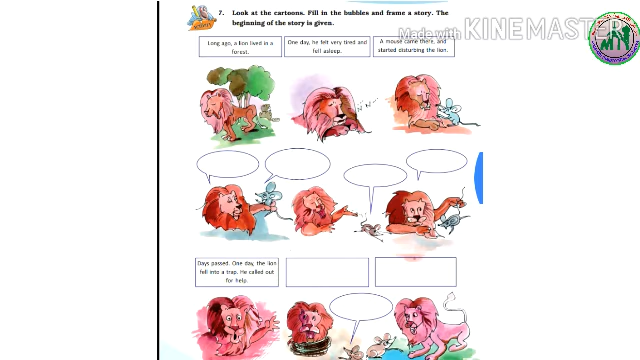 7. Look at the cartoons. Fill in the bubbles and frame a story. The
beginning of the story is given.
Made with KINEMASTER
Long ago, a lion lived in a
forest.
One day, he felt very tired and
fell asleep.
A mouse came there, and
started disturbing the lion.
Days passed. One day, the lion
fell into a trap. He called out
for help.